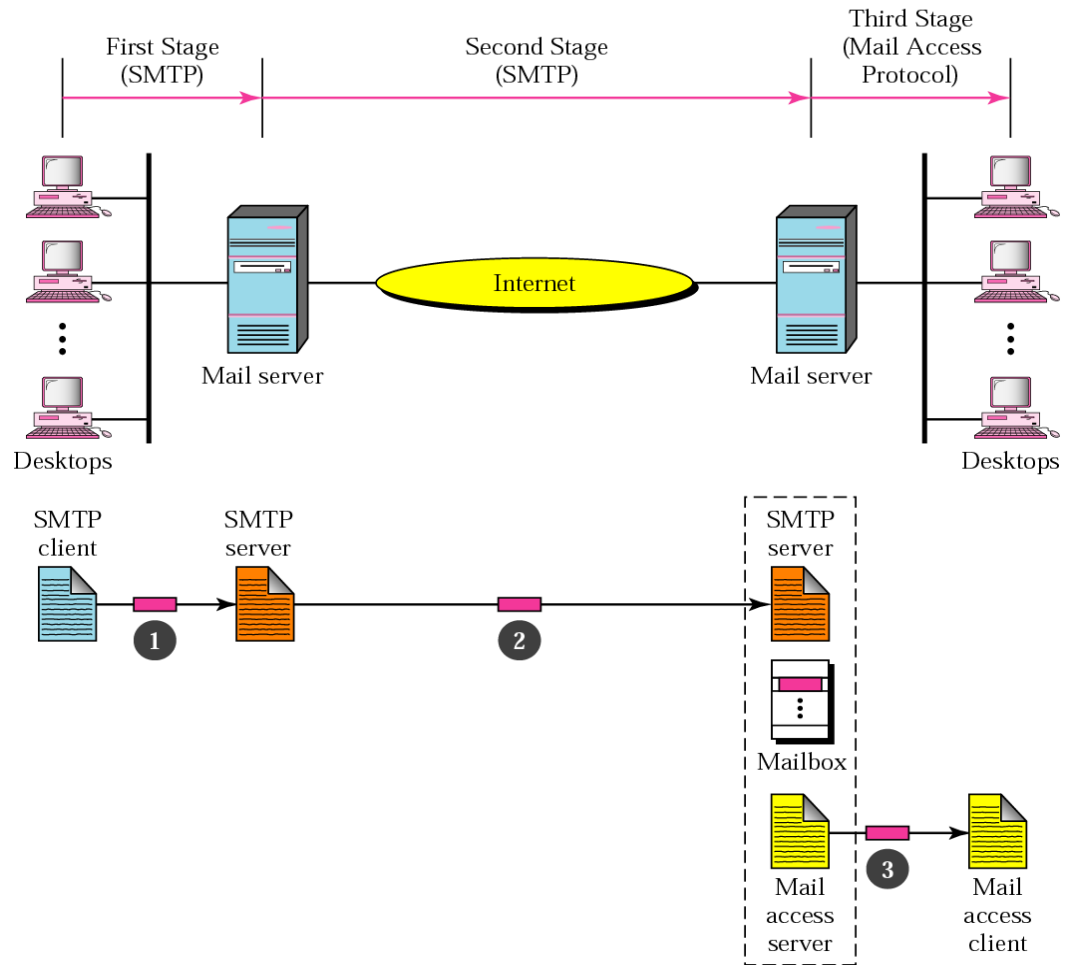 First Stage
(SMTP)
Second Stage
(SMTP)
Third Stage
(Mail Access
Protocol)
Internet
Mail server
Mail server
Desktops
Desktops
SMTP
client
SMTP
server
SMTP
server
1
2
Mailbox
3
Mail
access
server
Mail
access
client